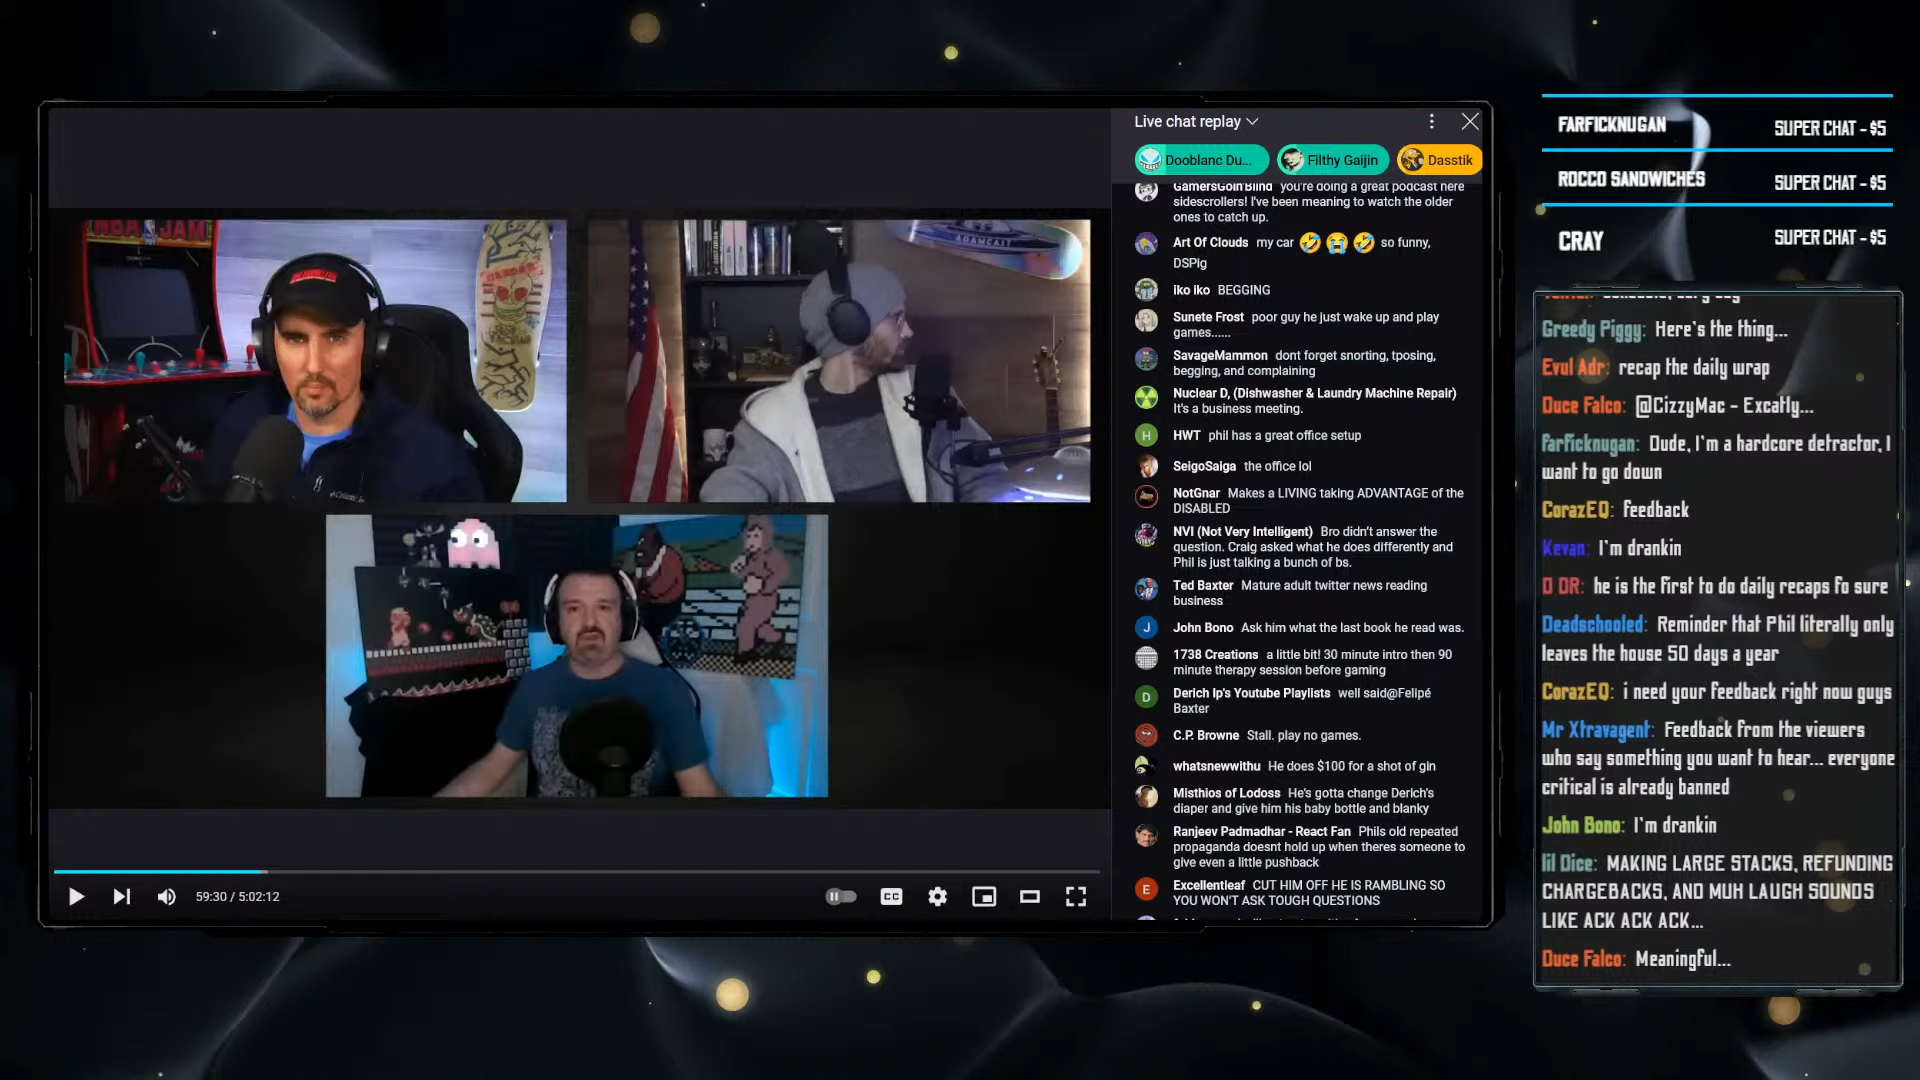 NBA JAM
ADAMCAIT
Live chat replay
Dooblanc Du...
Filthy Gaijin
Dasstik
GamersGoin'Blind you're doing a great podcast here
sidescrollers! I've been meaning to watch the older
ones to catch up.
Art Of Clouds my car 🤣 😭 🤣 so funny,
DSPig
iko iko BEGGING
Sunete Frost poor guy he just wake up and play
games......
SavageMammon dont forget snorting, tposing,
begging, and complaining
Nuclear D, (Dishwasher & Laundry Machine Repair)
It's a business meeting.
H
HWT phil has a great office setup
SeigoSaiga the office lol
NotGnar Makes a LIVING taking ADVANTAGE of the
DISABLED
NVI (Not Very Intelligent) Bro didn't answer the
question. Craig asked what he does differently and
Phil is just talking a bunch of bs.
Ted Baxter Mature adult twitter news reading
business
J
John Bono Ask him what the last book he read was.
1738 Creations a little bit! 30 minute intro then 90
minute therapy session before gaming
D
Derich Ip's Youtube Playlists well said@Felipé
Baxter
C.P. Browne Stall. play no games.
whatsnewwithu He does $100 for a shot of gin
Misthios of Lodoss He's gotta change Derich's
diaper and give him his baby bottle and blanky
Ranjeev Padmadhar - React Fan Phils old repeated
propaganda doesnt hold up when theres someone to
give even a little pushback
E
Excellentleaf CUT HIM OFF HE IS RAMBLING SO
YOU WON'T ASK TOUGH QUESTIONS
59:30 / 5:02:12
CC
FARFICKNUGAN SUPER CHAT - $5
ROCCO SANDWICHES SUPER CHAT - $5
CRAY SUPER CHAT - $5
Greedy Piggy: Here's the thing...
Evul Adr: recap the daily wrap
Duce Falco: @CizzyMac - Excatly...
farficknugan: Dude, I'm a hardcore detractor, I
want to go down
CorazEQ: feedback
Kevan: I'm drankin
D DR: he is the first to do daily recaps fo sure
Deadschooled: Reminder that Phil literally only
leaves the house 50 days a year
CorazEQ: i need your feedback right now guys
Mr Xtravagent: Feedback from the viewers
who say something you want to hear... everyone
critical is already banned
John Bono: I'm drankin
lil Dice: MAKING LARGE STACKS, REFUNDING
CHARGEBACKS, AND MUH LAUGH SOUNDS
LIKE ACK ACK ACK...
Duce Falco: Meaningful...